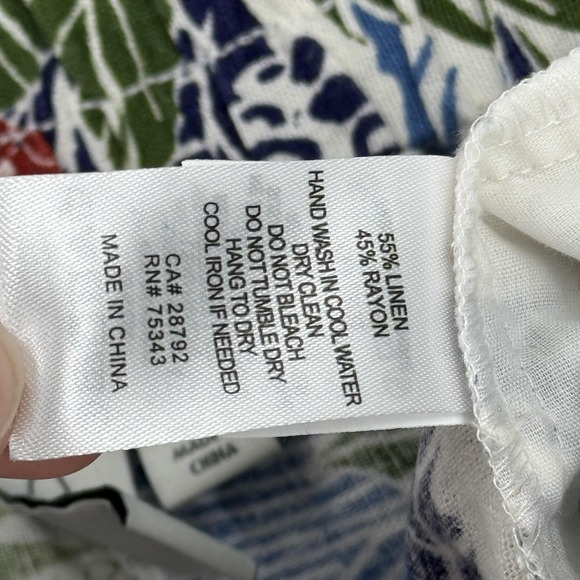 55% LINEN
45% RAYON
HAND WASH IN COOL WATER
DRY CLEAN
DO NOT BLEACH
DO NOT TUMBLE DRY
HANG TO DRY
COOL IRON IF NEEDED
CA# 28792
RN# 75343
MADE IN CHINA
CHINA